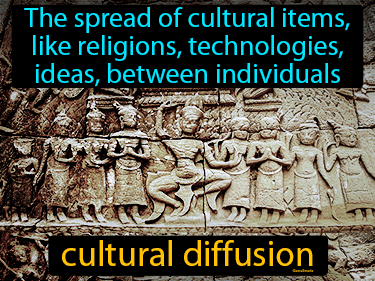 The spread of cultural items,
like religions, technologies,
ideas, between individuals
cultural diffusion